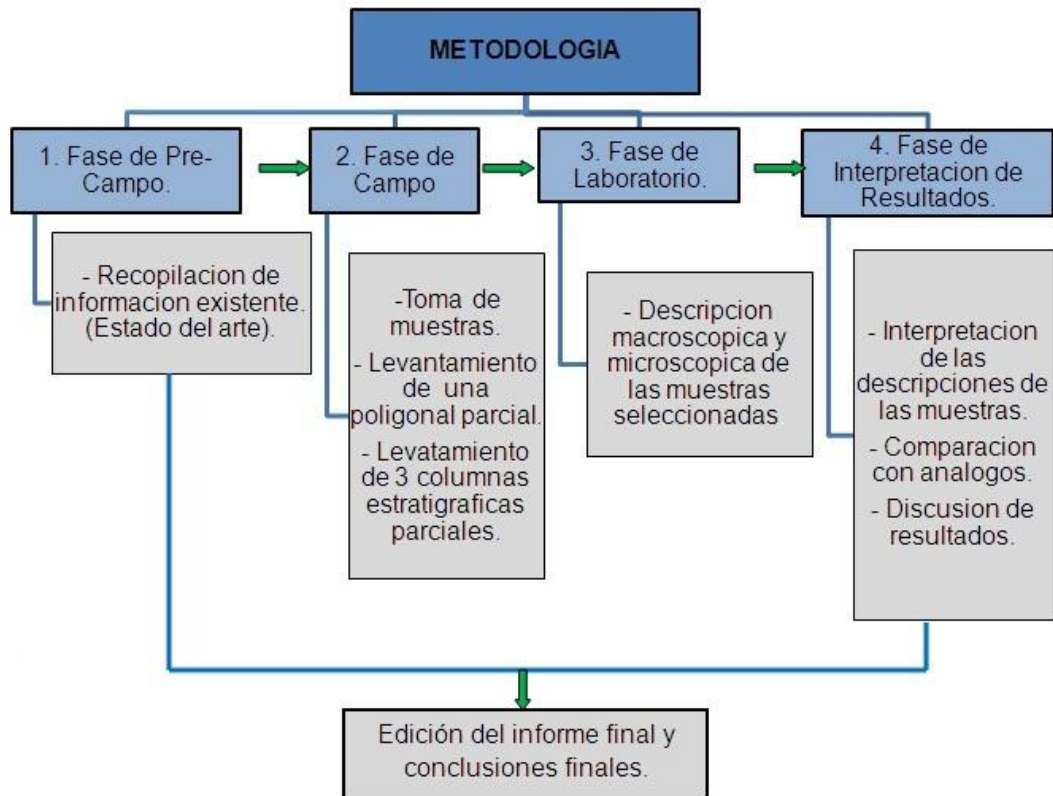 METODOLOGIA
1. Fase de Pre-
Campo.
2. Fase de
Campo
3. Fase de
Laboratorio.
4. Fase de
Interpretacion de
Resultados.
- Recopilacion de
informacion existente.
(Estado del arte).
-Toma de
muestras.
- Levantamiento
de una
poligonal parcial.
- Levatamiento
de 3 columnas
estratigraficas
parciales.
- Descripcion
macroscopica y
microscopica de
las muestras
seleccionadas
- Interpretacion
de las
descripciones de
las muestras.
- Comparacion
con analogos.
- Discusion de
resultados.
Edición del informe final y
conclusiones finales.